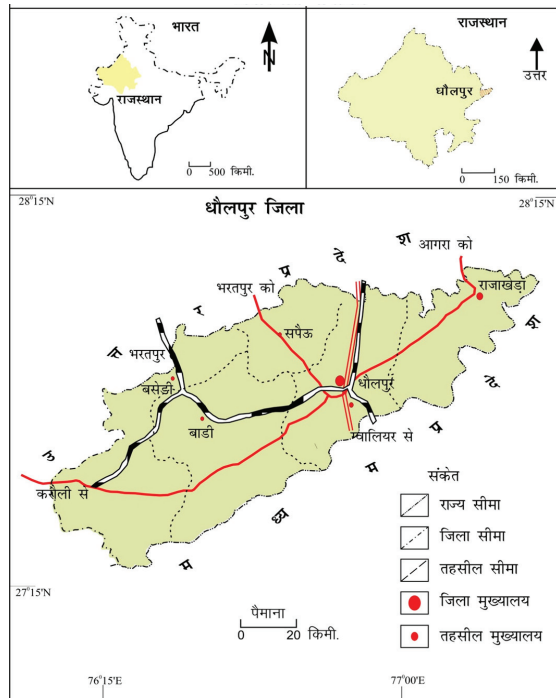 भारत
N
राजस्थान
0 500 किमी.
राजस्थान
उत्तर
धौलपुर
0 150 किमी.
28°15'N
28°15'N
धौलपुर जिला
उ त्त र प्र दे श
आगरा को
भरतपुर को
राजाखेड़ा
सपैऊ
भरतपुर
बसेड़ी
धौलपुर
बाडी
ग्वालियर से
करौली से
म ध्य प्र दे श
संकेत
राज्य सीमा
जिला सीमा
तहसील सीमा
जिला मुख्यालय
तहसील मुख्यालय
27°15'N
पैमाना
0 20 किमी.
76°15'E
77°00'E